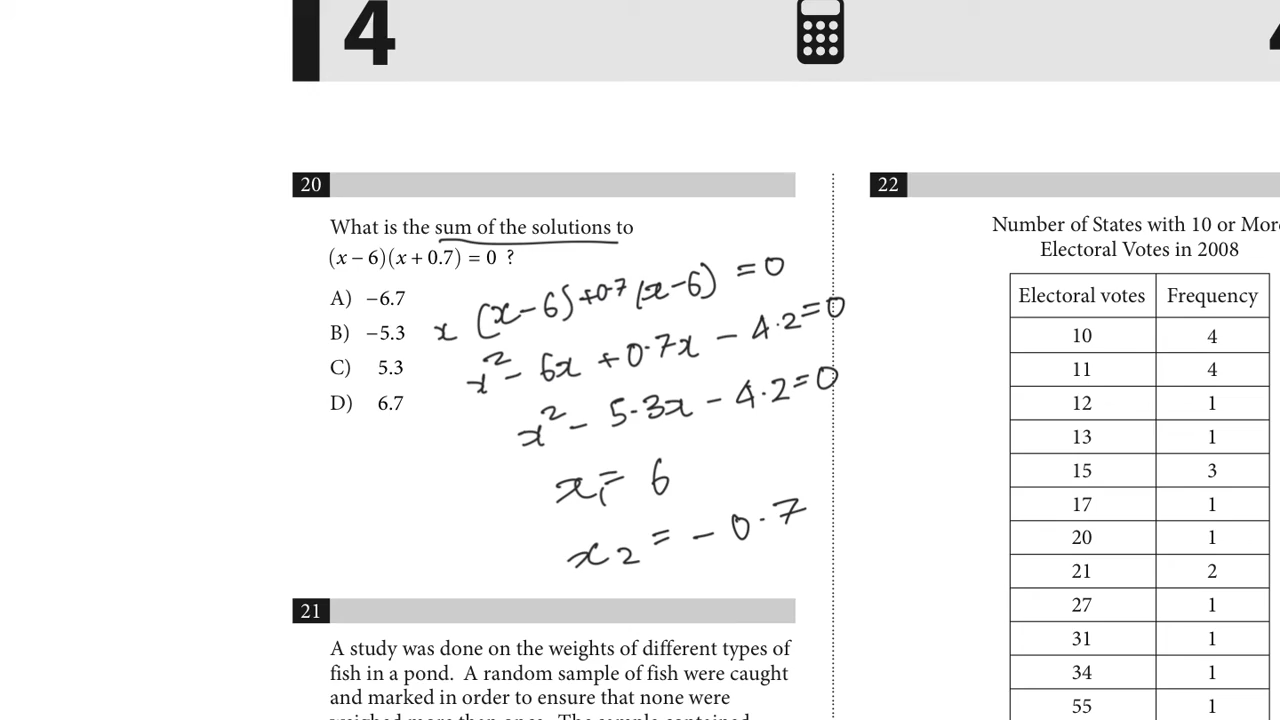 4
20
What is the sum of the solutions to
(x – 6)(x + 0.7) = 0 ?
A) –6.7
B) –5.3
C) 5.3
D) 6.7
x (x-6)+0.7 (x-6) = 0
x² - 6x + 0.7x - 4.2=0
x² - 5.3x - 4.2=0
x₁= 6
x₂ = - 0.7
21
A study was done on the weights of different types of
fish in a pond. A random sample of fish were caught
and marked in order to ensure that none were
22
Number of States with 10 or Mor
Electoral Votes in 2008
Electoral votes Frequency
10 4
11 4
12 1
13 1
15 3
17 1
20 1
21 2
27 1
31 1
34 1
55 1